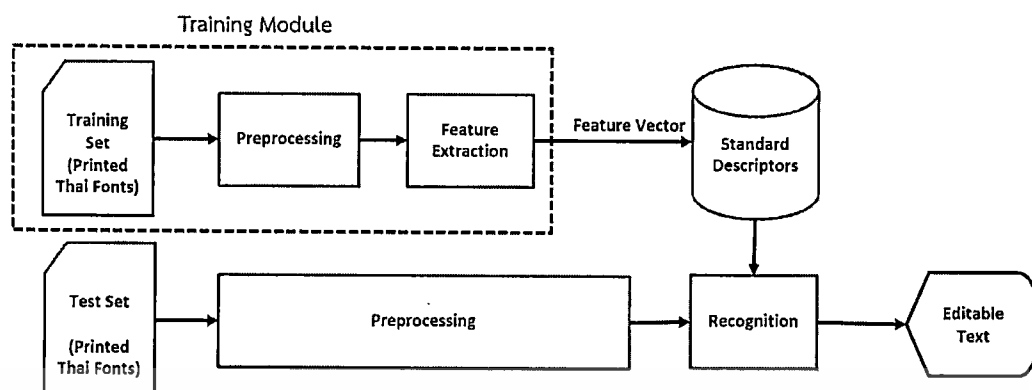 Training Module
Training
Set
(Printed
Thai Fonts)
Preprocessing
Feature
Extraction
Feature Vector
Standard
Descriptors
Test Set
(Printed
Thai Fonts)
Preprocessing
Recognition
Editable
Text